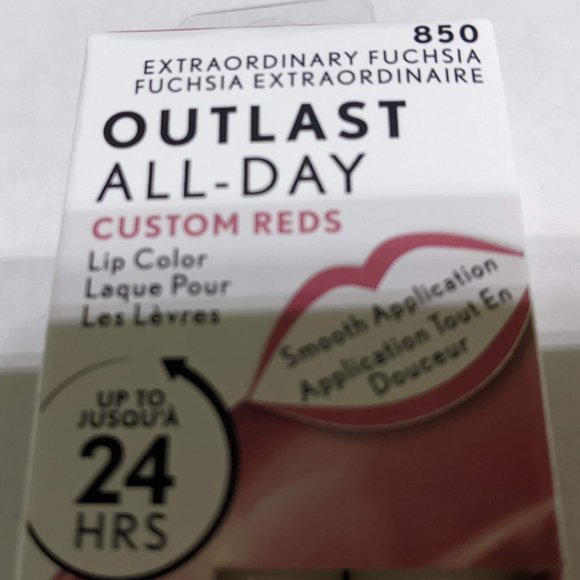 850
EXTRAORDINARY FUCHSIA
FUCHSIA EXTRAORDINAIRE
OUTLAST
ALL-DAY
CUSTOM REDS
Lip Color
Laque Pour
Les Lèvres
Smooth Application
Application Tout En
Douceur
UP TO
JUSQU'À
24
HRS